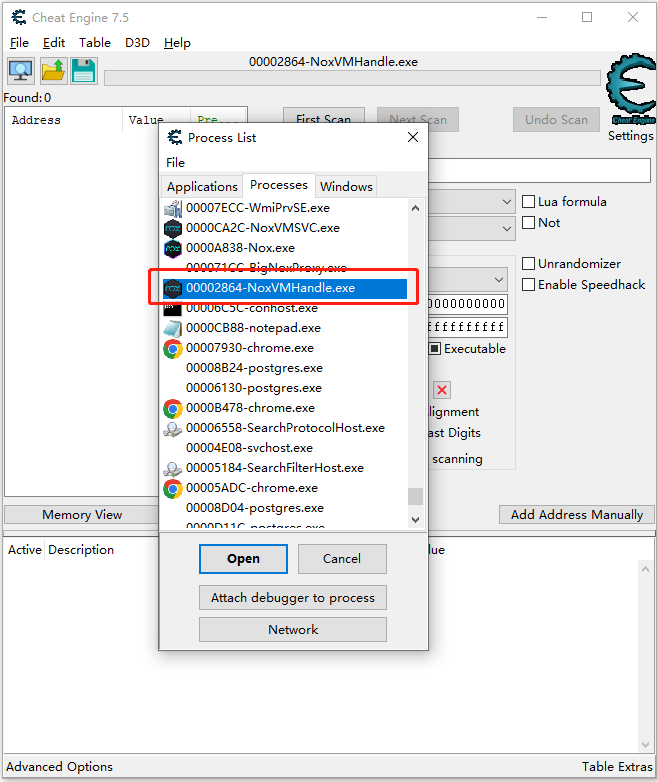 Cheat Engine 7.5
File Edit Table D3D Help
00002864-NoxVMHandle.exe
Found: 0
Address Value Pre...
First Scan Next Scan Undo Scan
Cheat Engine
Settings
Process List
File
Applications Processes Windows
00007ECC-WmiPrvSE.exe
0000CA2C-NoxVMSVC.exe
0000A838-Nox.exe
000071CC-BigNoxProxy.exe
00002864-NoxVMHandle.exe
00006C5C-conhost.exe
0000CB88-notepad.exe
00007930-chrome.exe
00008B24-postgres.exe
00006130-postgres.exe
0000B478-chrome.exe
00006558-SearchProtocolHost.exe
00004E08-svchost.exe
00005184-SearchFilterHost.exe
00005ADC-chrome.exe
00008D04-postgres.exe
0000D11C-postgres.exe
Open Cancel
Attach debugger to process
Network
Lua formula
Not
Unrandomizer
Enable Speedhack
0000000000
ffffffffff
Executable
lignment
ast Digits
scanning
Memory View
Add Address Manually
Active Description
lue
Advanced Options
Table Extras